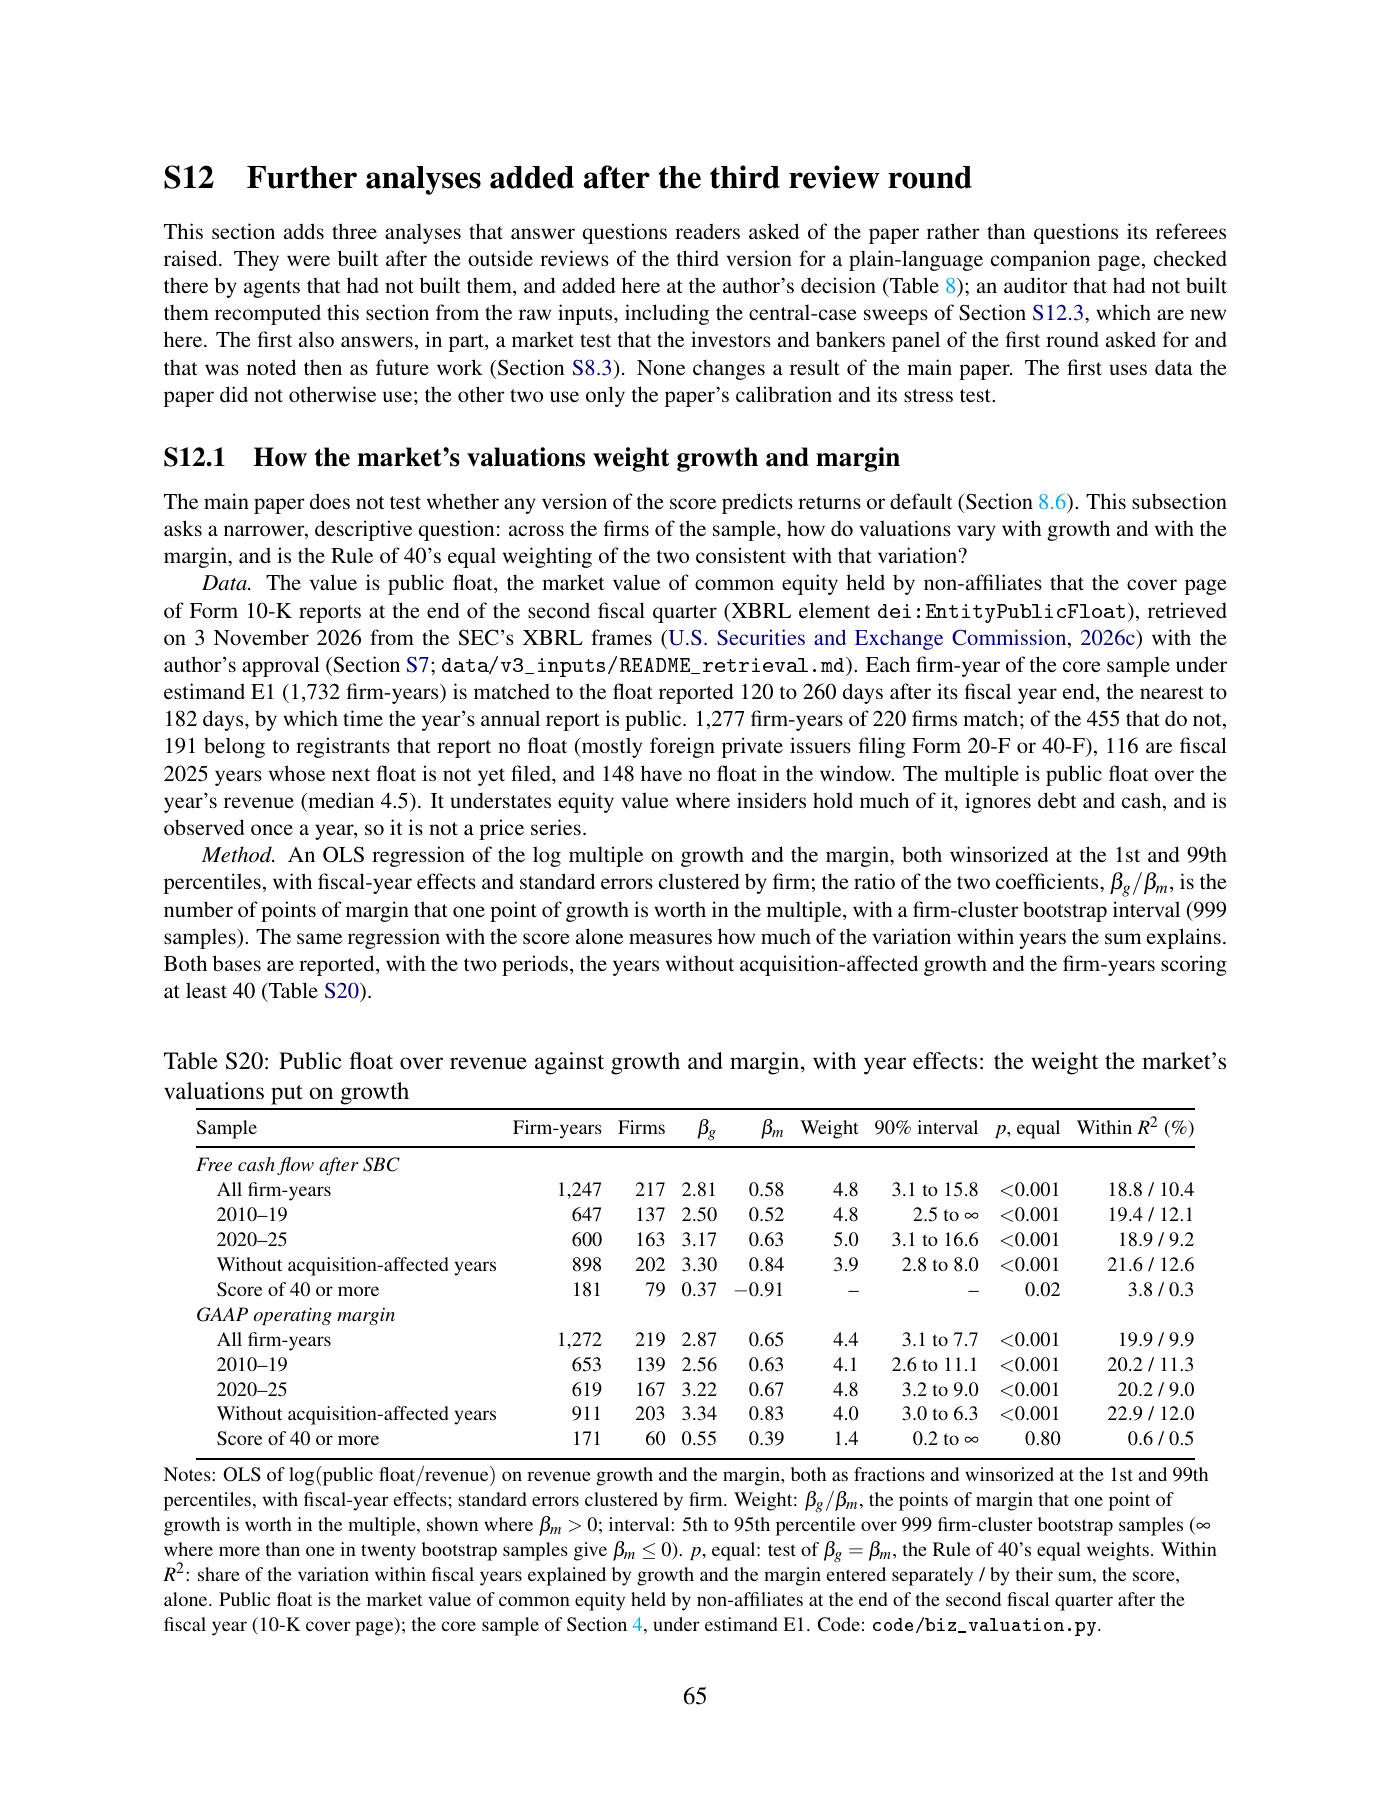 S12 Further analyses added after the third review round
This section adds three analyses that answer questions readers asked of the paper rather than questions its referees
raised. They were built after the outside reviews of the third version for a plain-language companion page, checked
there by agents that had not built them, and added here at the author's decision (Table 8); an auditor that had not built
them recomputed this section from the raw inputs, including the central-case sweeps of Section S12.3, which are new
here. The first also answers, in part, a market test that the investors and bankers panel of the first round asked for and
that was noted then as future work (Section S8.3). None changes a result of the main paper. The first uses data the
paper did not otherwise use; the other two use only the paper's calibration and its stress test.
S12.1 How the market's valuations weight growth and margin
The main paper does not test whether any version of the score predicts returns or default (Section 8.6). This subsection
asks a narrower, descriptive question: across the firms of the sample, how do valuations vary with growth and with the
margin, and is the Rule of 40's equal weighting of the two consistent with that variation?
Data. The value is public float, the market value of common equity held by non-affiliates that the cover page
of Form 10-K reports at the end of the second fiscal quarter (XBRL element dei:EntityPublicFloat), retrieved
on 3 November 2026 from the SEC's XBRL frames (U.S. Securities and Exchange Commission, 2026c) with the
author's approval (Section S7; data/v3_inputs/README_retrieval.md). Each firm-year of the core sample under
estimand E1 (1,732 firm-years) is matched to the float reported 120 to 260 days after its fiscal year end, the nearest to
182 days, by which time the year's annual report is public. 1,277 firm-years of 220 firms match; of the 455 that do not,
191 belong to registrants that report no float (mostly foreign private issuers filing Form 20-F or 40-F), 116 are fiscal
2025 years whose next float is not yet filed, and 148 have no float in the window. The multiple is public float over the
year's revenue (median 4.5). It understates equity value where insiders hold much of it, ignores debt and cash, and is
observed once a year, so it is not a price series.
Method. An OLS regression of the log multiple on growth and the margin, both winsorized at the 1st and 99th
percentiles, with fiscal-year effects and standard errors clustered by firm; the ratio of the two coefficients, βg/βm, is the
number of points of margin that one point of growth is worth in the multiple, with a firm-cluster bootstrap interval (999
samples). The same regression with the score alone measures how much of the variation within years the sum explains.
Both bases are reported, with the two periods, the years without acquisition-affected growth and the firm-years scoring
at least 40 (Table S20).
Table S20: Public float over revenue against growth and margin, with year effects: the weight the market's
valuations put on growth
Sample Firm-years Firms βg βm Weight 90% interval p, equal Within R² (%)
Free cash flow after SBC
All firm-years 1,247 217 2.81 0.58 4.8 3.1 to 15.8 <0.001 18.8 / 10.4
2010–19 647 137 2.50 0.52 4.8 2.5 to ∞ <0.001 19.4 / 12.1
2020–25 600 163 3.17 0.63 5.0 3.1 to 16.6 <0.001 18.9 / 9.2
Without acquisition-affected years 898 202 3.30 0.84 3.9 2.8 to 8.0 <0.001 21.6 / 12.6
Score of 40 or more 181 79 0.37 −0.91 – – 0.02 3.8 / 0.3
GAAP operating margin
All firm-years 1,272 219 2.87 0.65 4.4 3.1 to 7.7 <0.001 19.9 / 9.9
2010–19 653 139 2.56 0.63 4.1 2.6 to 11.1 <0.001 20.2 / 11.3
2020–25 619 167 3.22 0.67 4.8 3.2 to 9.0 <0.001 20.2 / 9.0
Without acquisition-affected years 911 203 3.34 0.83 4.0 3.0 to 6.3 <0.001 22.9 / 12.0
Score of 40 or more 171 60 0.55 0.39 1.4 0.2 to ∞ 0.80 0.6 / 0.5
Notes: OLS of log(public float/revenue) on revenue growth and the margin, both as fractions and winsorized at the 1st and 99th
percentiles, with fiscal-year effects; standard errors clustered by firm. Weight: βg/βm, the points of margin that one point of
growth is worth in the multiple, shown where βm > 0; interval: 5th to 95th percentile over 999 firm-cluster bootstrap samples (∞
where more than one in twenty bootstrap samples give βm ≤ 0). p, equal: test of βg = βm, the Rule of 40's equal weights. Within
R²: share of the variation within fiscal years explained by growth and the margin entered separately / by their sum, the score,
alone. Public float is the market value of common equity held by non-affiliates at the end of the second fiscal quarter after the
fiscal year (10-K cover page); the core sample of Section 4, under estimand E1. Code: code/biz_valuation.py.
65